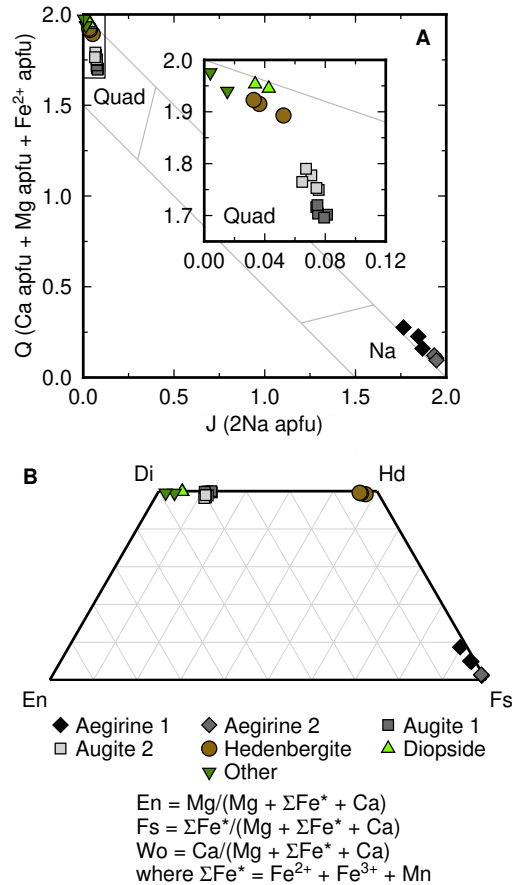 A
Q (Ca apfu + Mg apfu + Fe²⁺ apfu)
2.0
1.5
1.0
0.5
0.0
Quad
2.0
1.9
1.8
1.7
Quad
0.00 0.04 0.08 0.12
Na
0.0 0.5 1.0 1.5 2.0
J (2Na apfu)
B
Di Hd
En Fs
Aegirine 1 Aegirine 2 Augite 1
Augite 2 Hedenbergite Diopside
Other
En = Mg/(Mg + ΣFe* + Ca)
Fs = ΣFe*/(Mg + ΣFe* + Ca)
Wo = Ca/(Mg + ΣFe* + Ca)
where ΣFe* = Fe²⁺ + Fe³⁺ + Mn